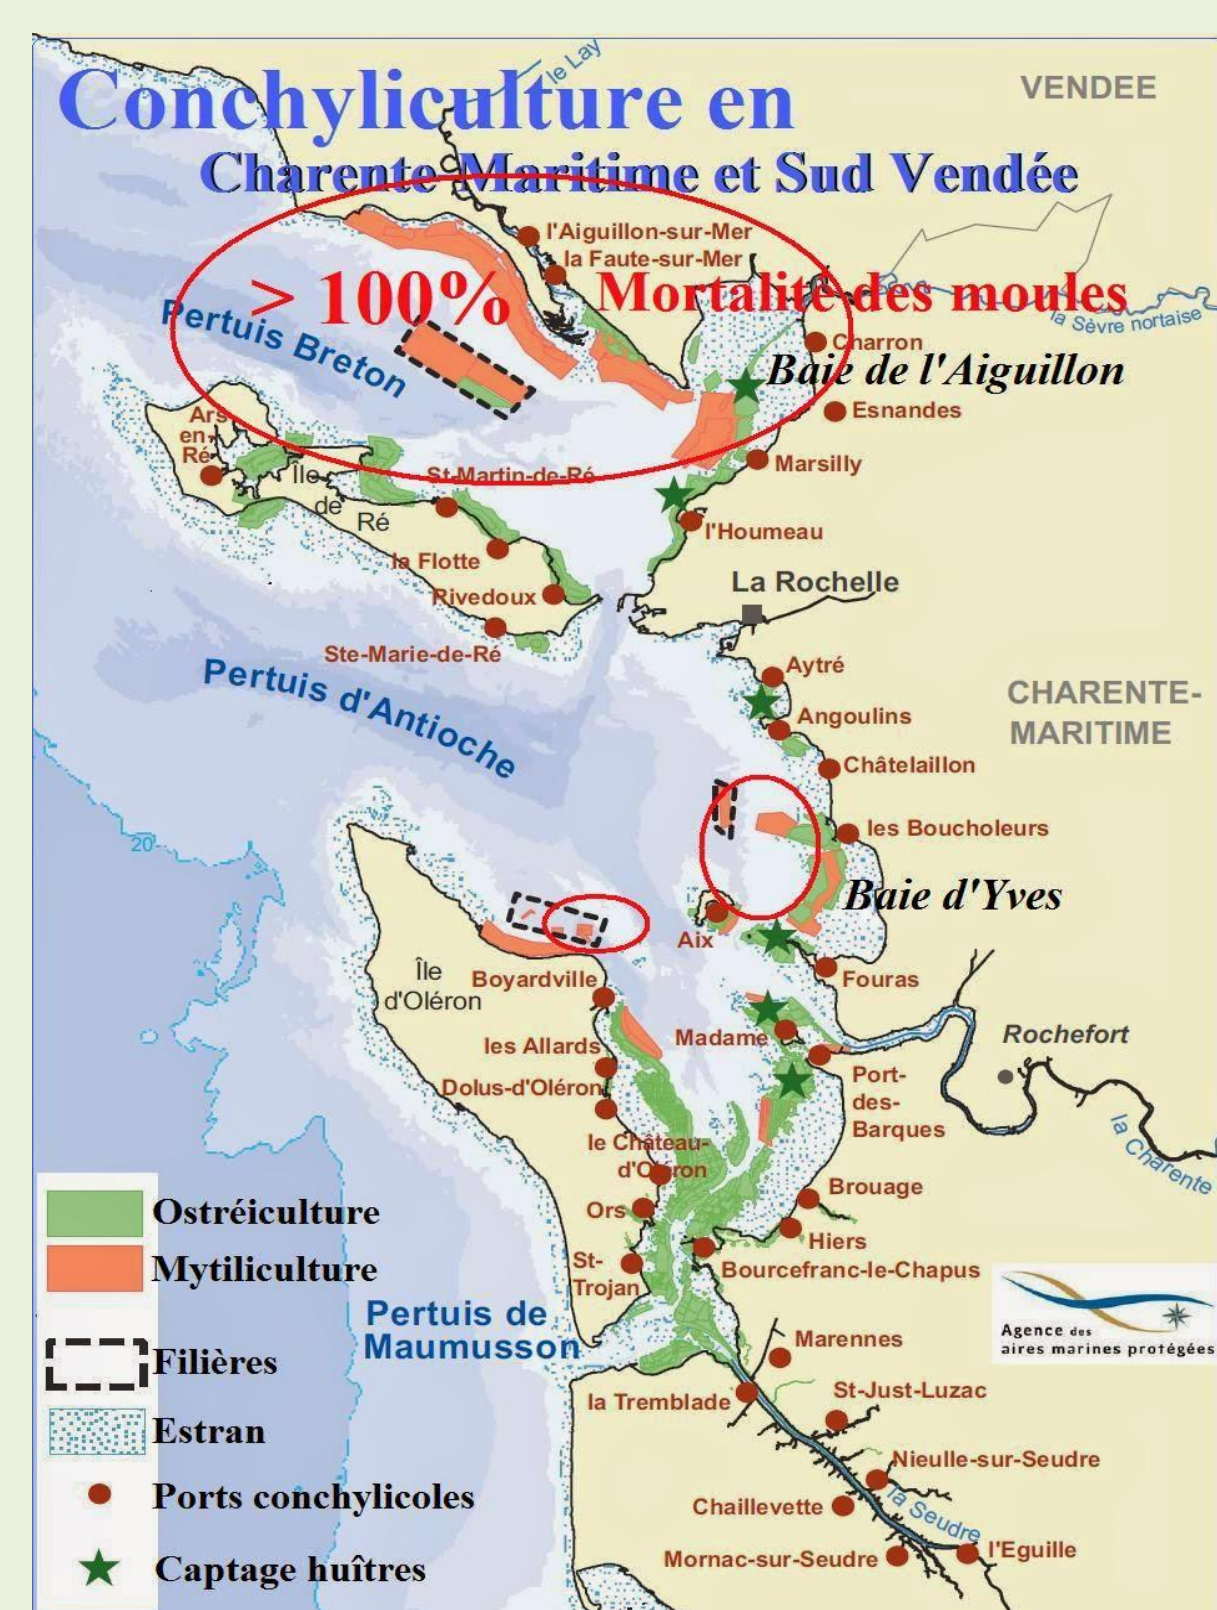 le Lay
VENDEE
Conchyliculture en
Charente Maritime et Sud Vendée
l'Aiguillon-sur-Mer
la Faute-sur-Mer
> 100%
Mortalité des moules
la Sèvre nortaise
Pertuis Breton
Charron
Baie de l'Aiguillon
Esnandes
Ars-
en-
Ré
Marsilly
St-Martin-de-Ré
Île
de
Ré
l'Houmeau
la Flotte
La Rochelle
Rivedoux
Ste-Marie-de-Ré
Aytré
Pertuis d'Antioche
CHARENTE-
MARITIME
Angoulins
Châtelaillon
les Boucholeurs
20
Baie d'Yves
Aix
Île
d'Oléron
Boyardville
Fouras
les Allards
Madame
Rochefort
Dolus-d'Oléron
Port-
des-
Barques
la Charente
le Château-
d'Oléron
Brouage
Ors
Hiers
St-
Trojan
Bourcefranc-le-Chapus
Pertuis de
Maumusson
Agence des
aires marines protégées
Marennes
St-Just-Luzac
la Tremblade
Nieulle-sur-Seudre
Chaillevette
la Seudre
Mornac-sur-Seudre
l'Eguille
Ostréiculture
Mytiliculture
Filières
Estran
Ports conchylicoles
Captage huîtres